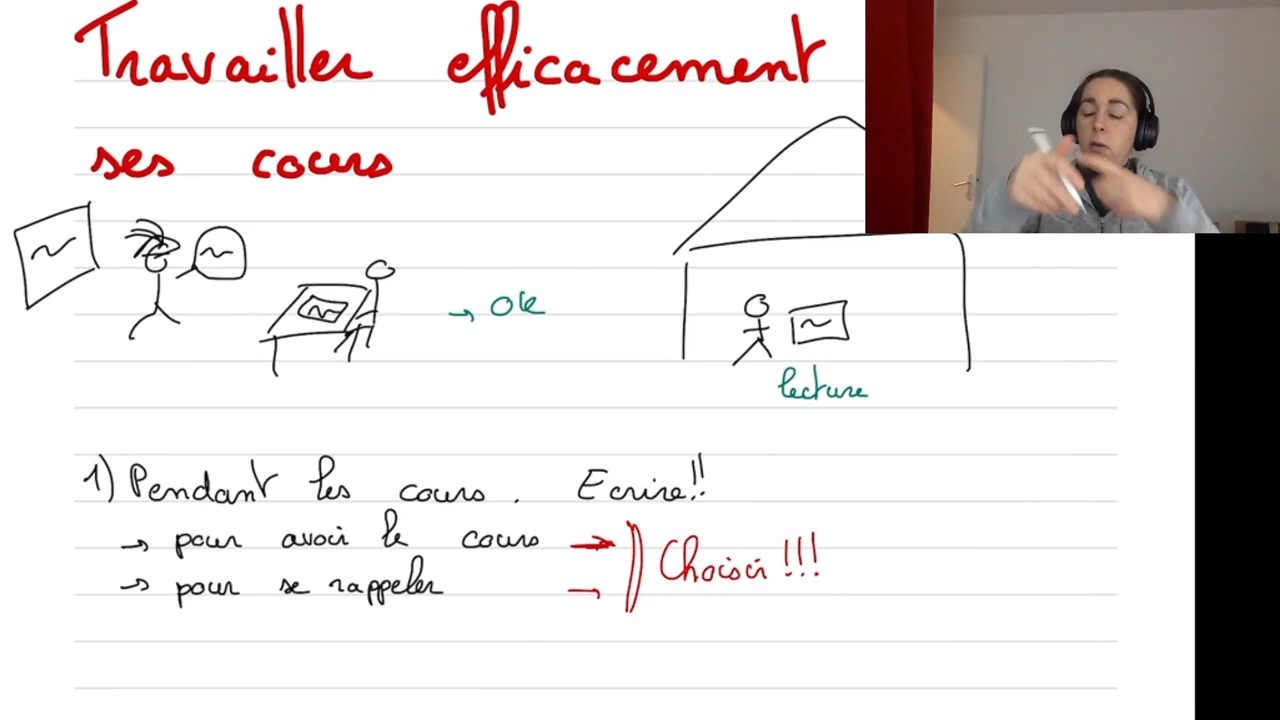 Travailler efficacement
ses cours
→ Ok
lecture
1) Pendant les cours. Ecrire!!
→ pour avoir le cours →
→ pour se rappeler →
Choisir!!!